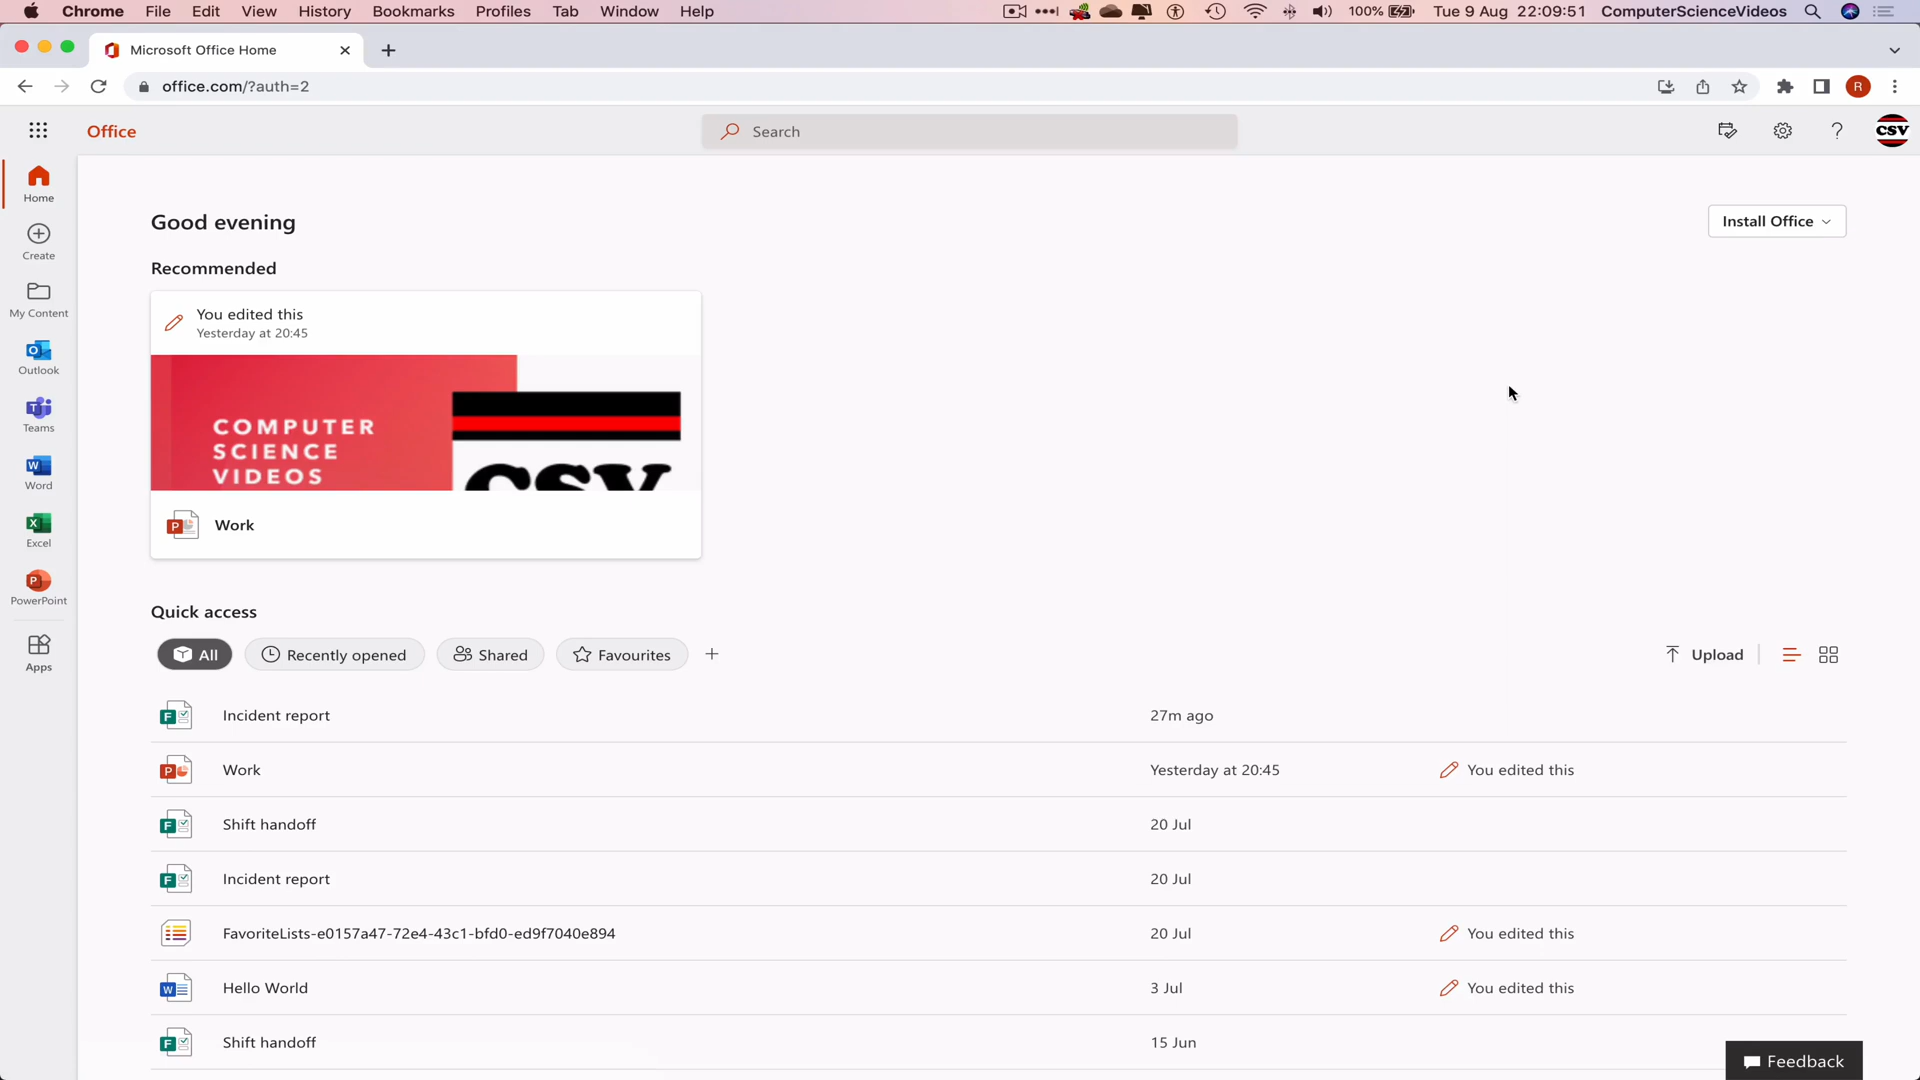 Chrome File Edit View History Bookmarks Profiles Tab Window Help 100% Tue 9 Aug 22:09:51 ComputerScienceVideos
Microsoft Office Home
office.com/?auth=2 R
Office Search CSV
Home
Create
My Content
Outlook
Teams
Word
Excel
PowerPoint
Apps
Good evening Install Office
Recommended
You edited this
Yesterday at 20:45
COMPUTER
SCIENCE
VIDEOS
CSV
Work
Quick access
All Recently opened Shared Favourites Upload
Incident report 27m ago
Work Yesterday at 20:45 You edited this
Shift handoff 20 Jul
Incident report 20 Jul
FavoriteLists-e0157a47-72e4-43c1-bfd0-ed9f7040e894 20 Jul You edited this
Hello World 3 Jul You edited this
Shift handoff 15 Jun
Feedback